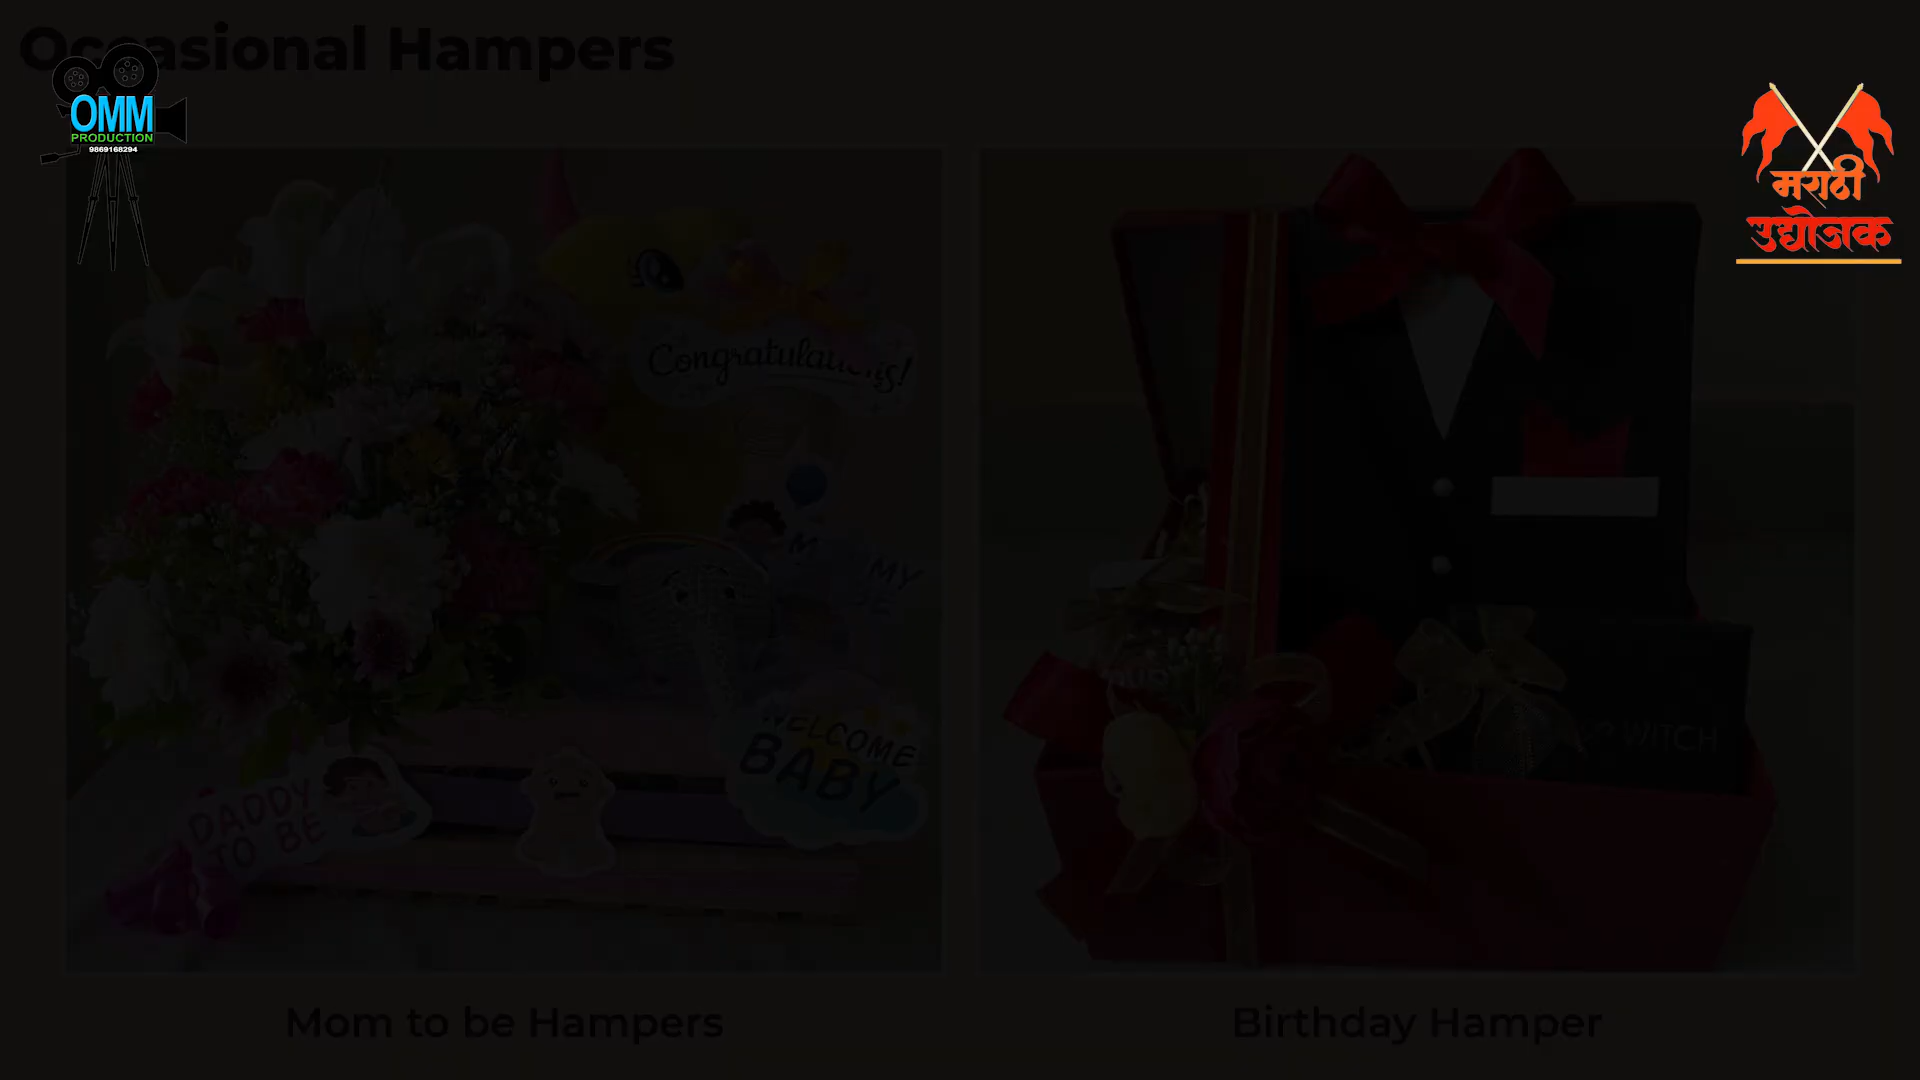 Occasional Hampers
OMM
PRODUCTION
9869168294
मराठी
उद्योजक
Congratulations!
WELCOME
BABY
DADDY
TO BE
WITCH
Mom to be Hampers
Birthday Hamper